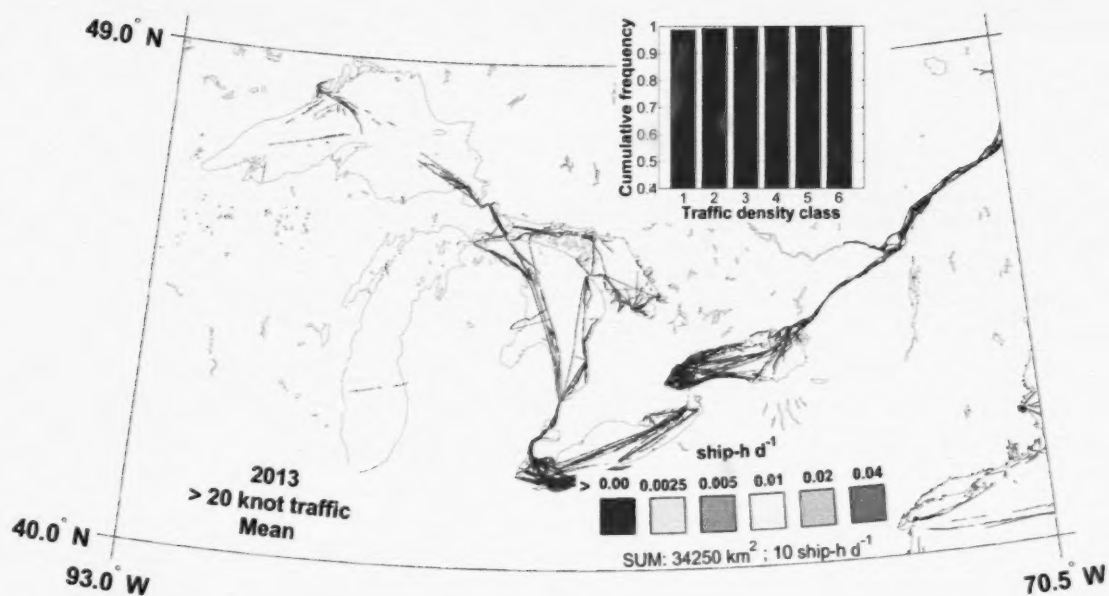 49.0° N
1
0.9
0.8
0.7
0.6
0.5
0.4
Cumulative frequency
1 2 3 4 5 6
Traffic density class
2013
> 20 knot traffic
Mean
ship-h d⁻¹
> 0.00 0.0025 0.005 0.01 0.02 0.04
SUM: 34250 km² ; 10 ship-h d⁻¹
40.0° N
93.0° W
70.5° W